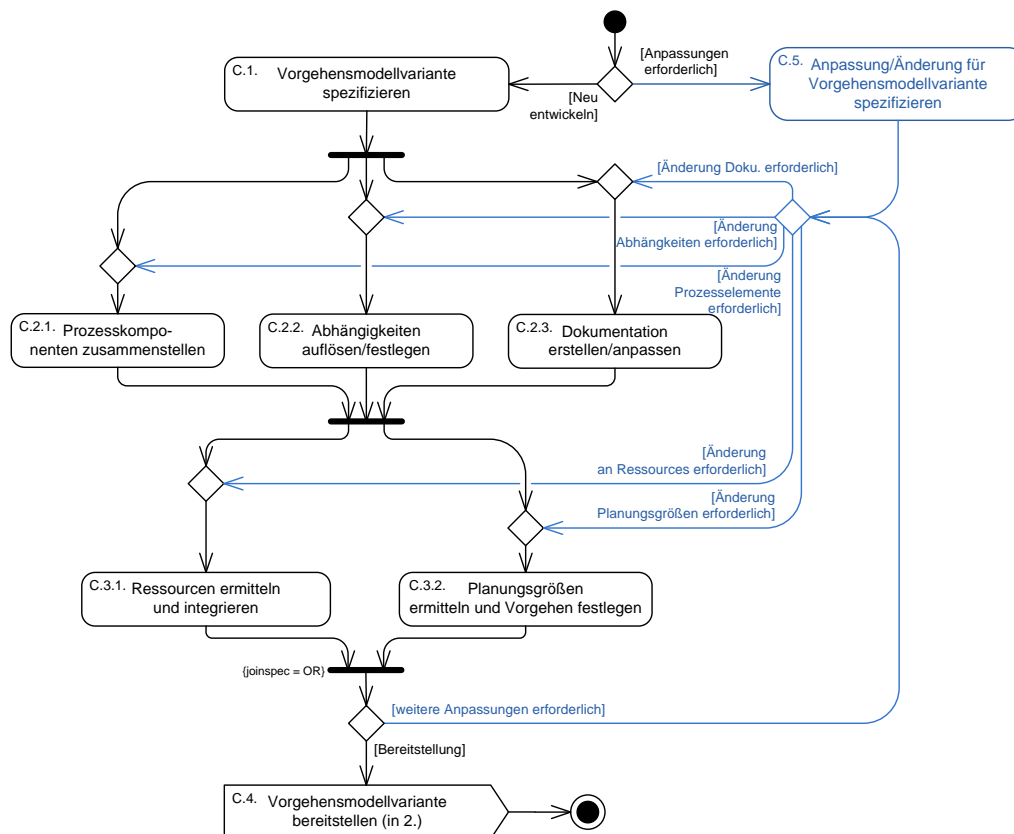 [Anpassungen
erforderlich]
C.1. Vorgehensmodellvariante
spezifizieren
[Neu
entwickeln]
C.5. Anpassung/Änderung für
Vorgehensmodellvariante
spezifizieren
[Änderung Doku. erforderlich]
[Änderung
Abhängkeiten erforderlich]
[Änderung
Prozesselemente
erforderlich]
C.2.1. Prozesskompo-
nenten zusammenstellen
C.2.2. Abhängigkeiten
auflösen/festlegen
C.2.3. Dokumentation
erstellen/anpassen
[Änderung
an Ressources erforderlich]
[Änderung
Planungsgrößen erforderlich]
C.3.1. Ressourcen ermitteln
und integrieren
C.3.2. Planungsgrößen
ermitteln und Vorgehen festlegen
{joinspec = OR}
[weitere Anpassungen erforderlich]
[Bereitstellung]
C.4. Vorgehensmodellvariante
bereitstellen (in 2.)